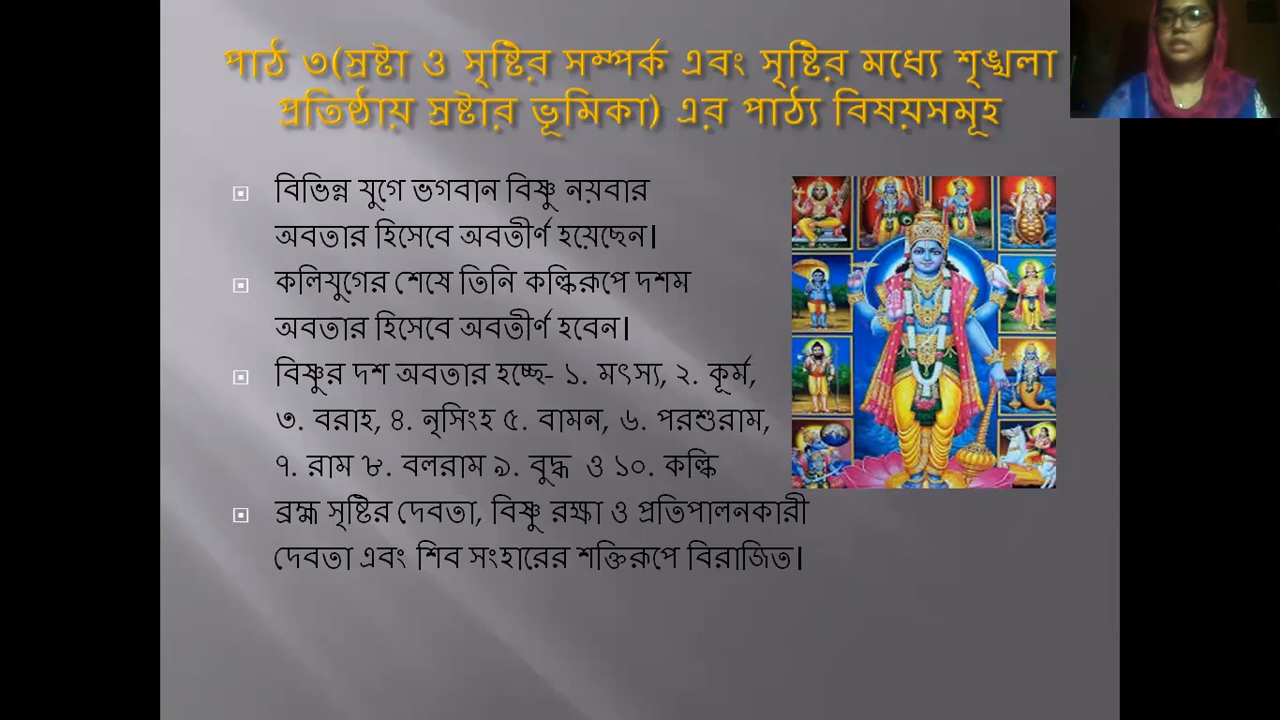 পাঠ ৩(স্রষ্টা ও সৃষ্টির সম্পর্ক এবং সৃষ্টির মধ্যে শৃঙ্খলা
প্রতিষ্ঠায় স্রষ্টার ভূমিকা) এর পাঠ্য বিষয়সমূহ
বিভিন্ন যুগে ভগবান বিষ্ণু নয়বার
অবতার হিসেবে অবতীর্ণ হয়েছেন।
কলিযুগের শেষে তিনি কল্কিরূপে দশম
অবতার হিসেবে অবতীর্ণ হবেন।
বিষ্ণুর দশ অবতার হচ্ছে- ১. মৎস্য, ২. কূর্ম,
৩. বরাহ, ৪. নৃসিংহ ৫. বামন, ৬. পরশুরাম,
৭. রাম ৮. বলরাম ৯. বুদ্ধ ও ১০. কল্কি
ব্রহ্ম সৃষ্টির দেবতা, বিষ্ণু রক্ষা ও প্রতিপালনকারী
দেবতা এবং শিব সংহারের শক্তিরূপে বিরাজিত।